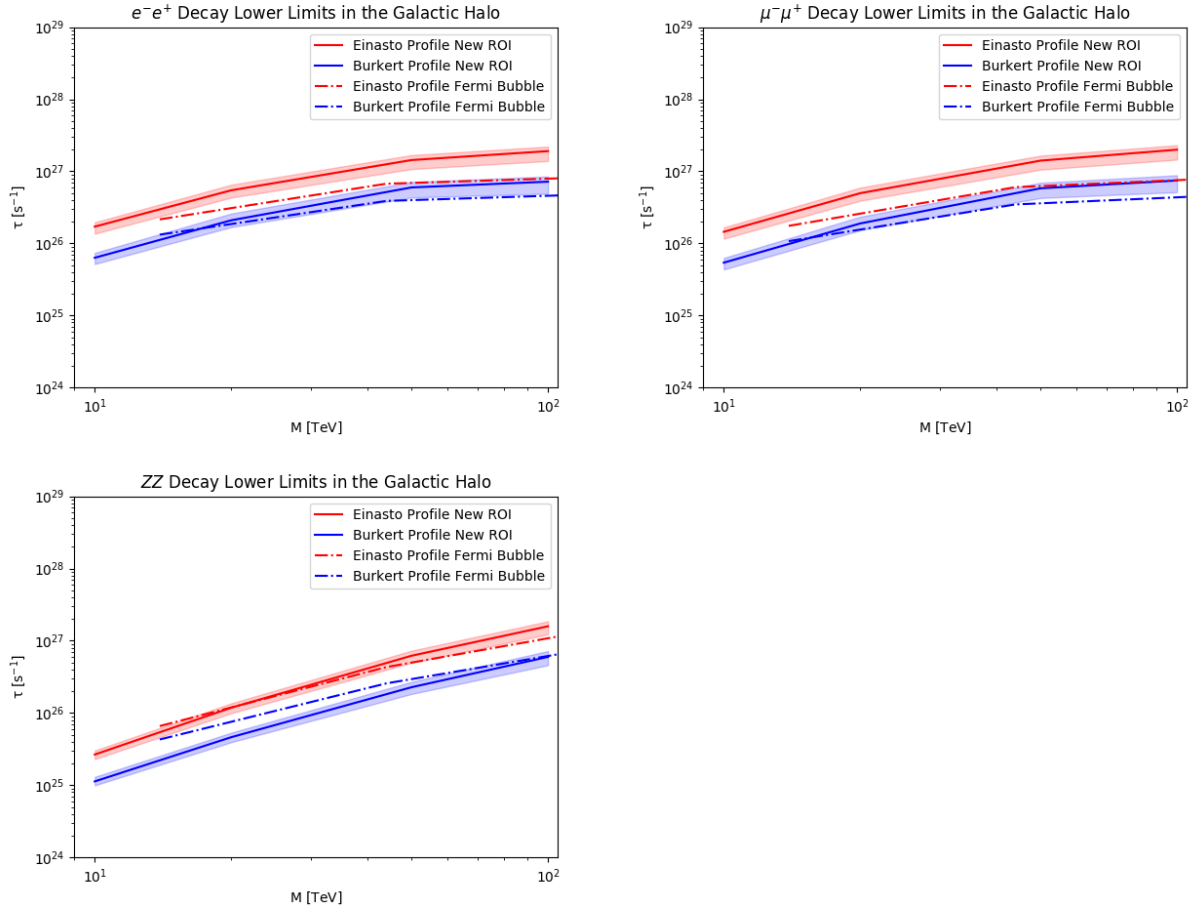 e⁻e⁺ Decay Lower Limits in the Galactic Halo
10²⁹
10²⁸
10²⁷
10²⁶
10²⁵
10²⁴
τ [s⁻¹]
Einasto Profile New ROI
Burkert Profile New ROI
Einasto Profile Fermi Bubble
Burkert Profile Fermi Bubble
10¹ 10²
M [TeV]
μ⁻μ⁺ Decay Lower Limits in the Galactic Halo
10²⁹
10²⁸
10²⁷
10²⁶
10²⁵
10²⁴
τ [s⁻¹]
Einasto Profile New ROI
Burkert Profile New ROI
Einasto Profile Fermi Bubble
Burkert Profile Fermi Bubble
10¹ 10²
M [TeV]
ZZ Decay Lower Limits in the Galactic Halo
10²⁹
10²⁸
10²⁷
10²⁶
10²⁵
10²⁴
τ [s⁻¹]
Einasto Profile New ROI
Burkert Profile New ROI
Einasto Profile Fermi Bubble
Burkert Profile Fermi Bubble
10¹ 10²
M [TeV]